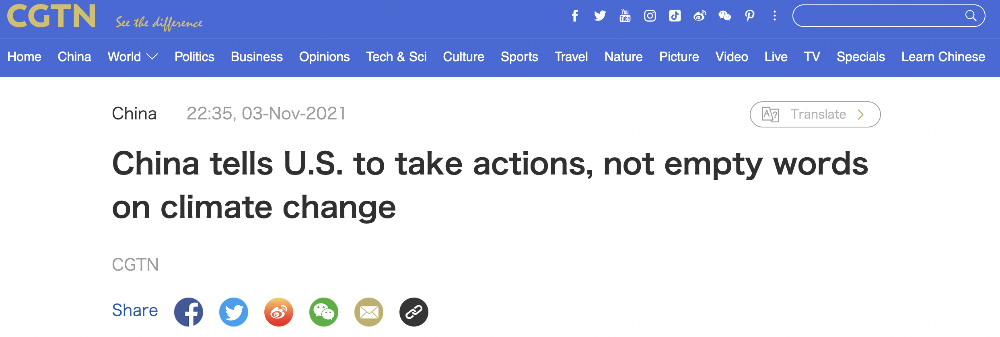 CGTN See the difference
You Tube
Home China World Politics Business Opinions Tech & Sci Culture Sports Travel Nature Picture Video Live TV Specials Learn Chinese
China 22:35, 03-Nov-2021 A? Translate
China tells U.S. to take actions, not empty words
on climate change
CGTN
Share